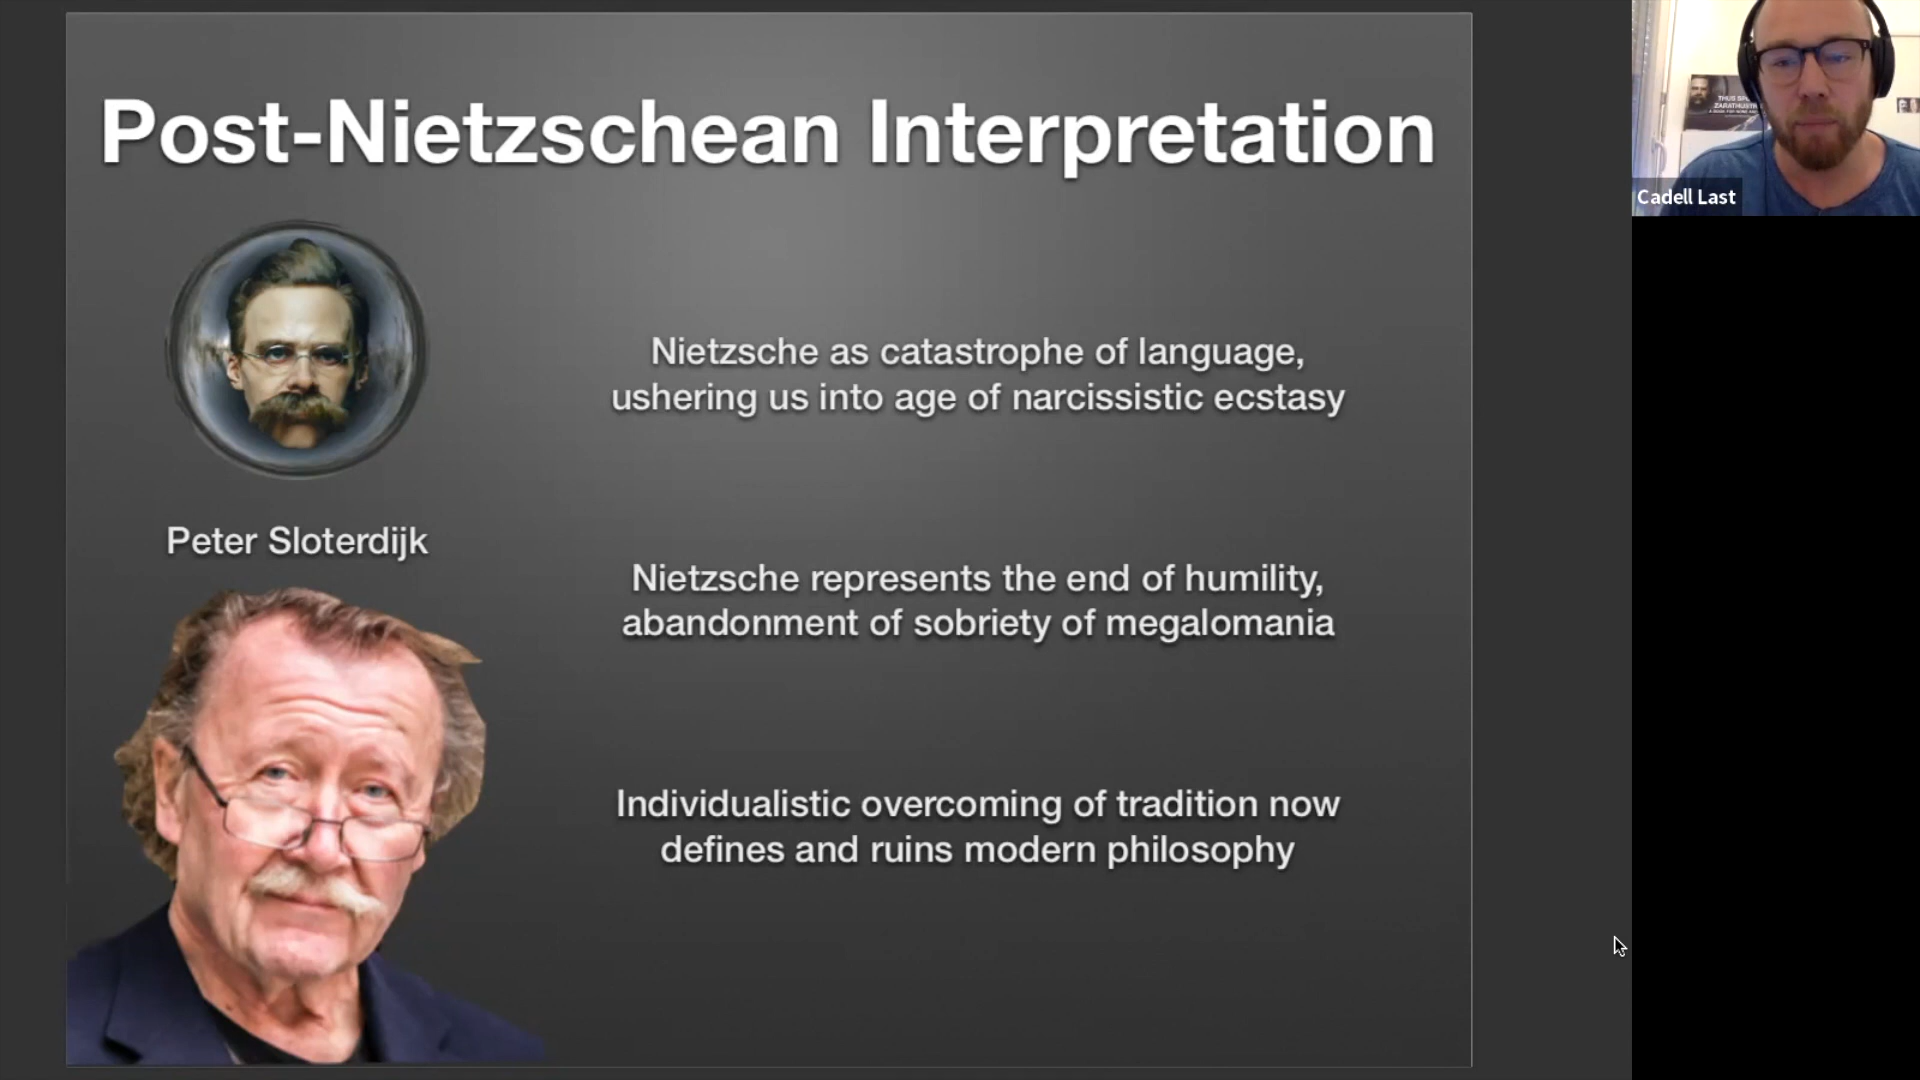 Post-Nietzschean Interpretation
Nietzsche as catastrophe of language,
ushering us into age of narcissistic ecstasy
Peter Sloterdijk
Nietzsche represents the end of humility,
abandonment of sobriety of megalomania
Individualistic overcoming of tradition now
defines and ruins modern philosophy
THUS
ZARATHUSTR
Cadell Last